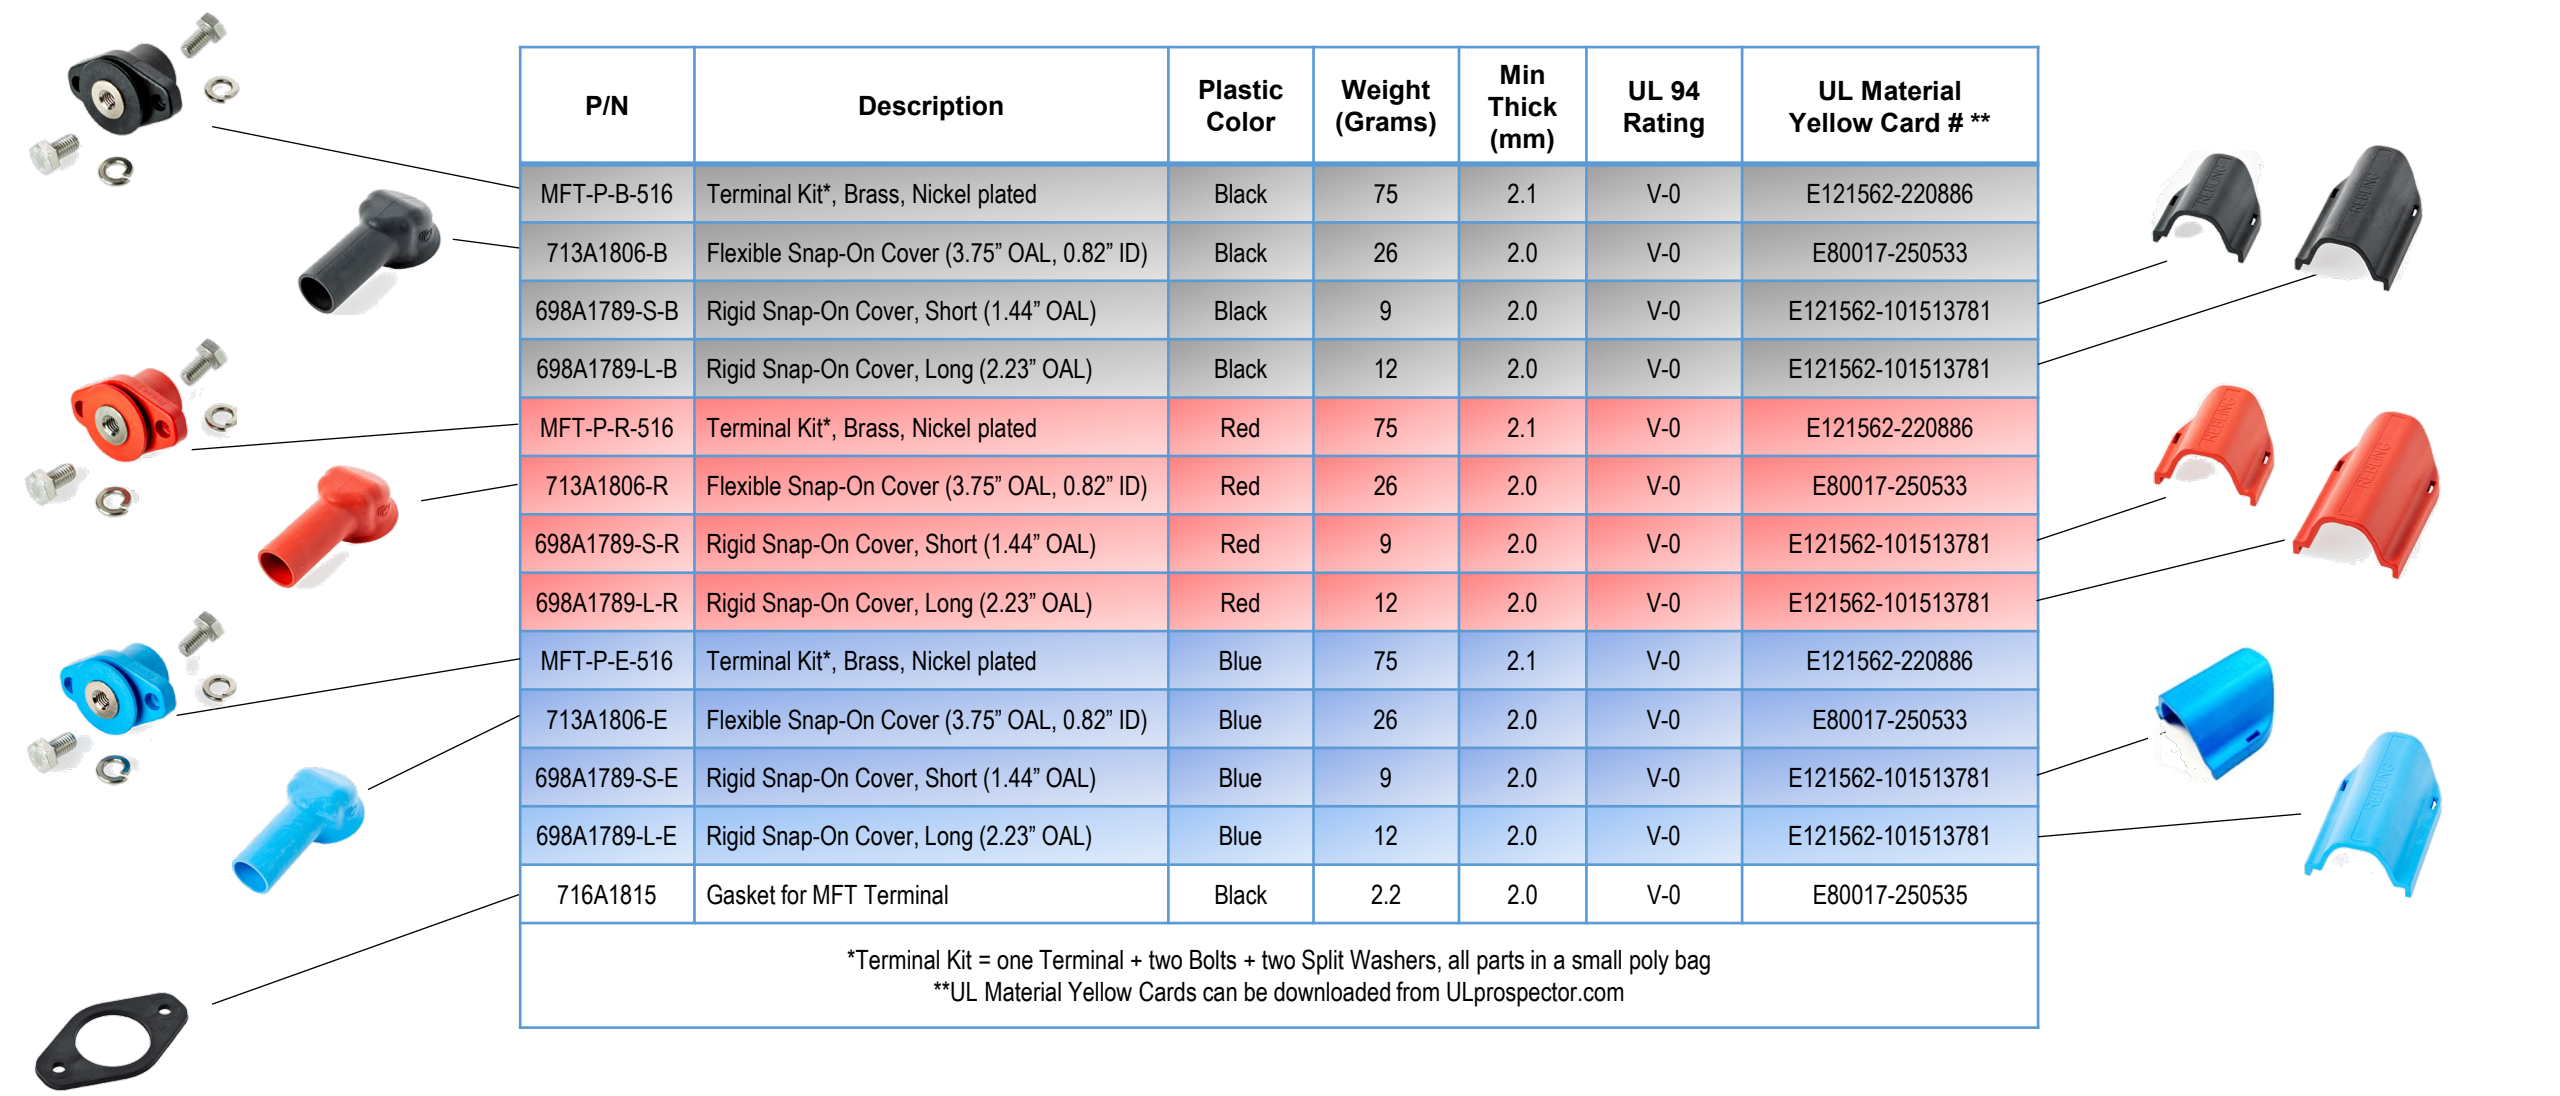 P/N Description Plastic Color Weight (Grams) Min Thick (mm) UL 94 Rating UL Material Yellow Card # **
MFT-P-B-516 Terminal Kit*, Brass, Nickel plated Black 75 2.1 V-0 E121562-220886
713A1806-B Flexible Snap-On Cover (3.75” OAL, 0.82” ID) Black 26 2.0 V-0 E80017-250533
698A1789-S-B Rigid Snap-On Cover, Short (1.44” OAL) Black 9 2.0 V-0 E121562-101513781
698A1789-L-B Rigid Snap-On Cover, Long (2.23” OAL) Black 12 2.0 V-0 E121562-101513781
MFT-P-R-516 Terminal Kit*, Brass, Nickel plated Red 75 2.1 V-0 E121562-220886
713A1806-R Flexible Snap-On Cover (3.75” OAL, 0.82” ID) Red 26 2.0 V-0 E80017-250533
698A1789-S-R Rigid Snap-On Cover, Short (1.44” OAL) Red 9 2.0 V-0 E121562-101513781
698A1789-L-R Rigid Snap-On Cover, Long (2.23” OAL) Red 12 2.0 V-0 E121562-101513781
MFT-P-E-516 Terminal Kit*, Brass, Nickel plated Blue 75 2.1 V-0 E121562-220886
713A1806-E Flexible Snap-On Cover (3.75” OAL, 0.82” ID) Blue 26 2.0 V-0 E80017-250533
698A1789-S-E Rigid Snap-On Cover, Short (1.44” OAL) Blue 9 2.0 V-0 E121562-101513781
698A1789-L-E Rigid Snap-On Cover, Long (2.23” OAL) Blue 12 2.0 V-0 E121562-101513781
716A1815 Gasket for MFT Terminal Black 2.2 2.0 V-0 E80017-250535
*Terminal Kit = one Terminal + two Bolts + two Split Washers, all parts in a small poly bag
**UL Material Yellow Cards can be downloaded from ULprospector.com
REBLING
REBLING
REBLING
REBLING
REBLING